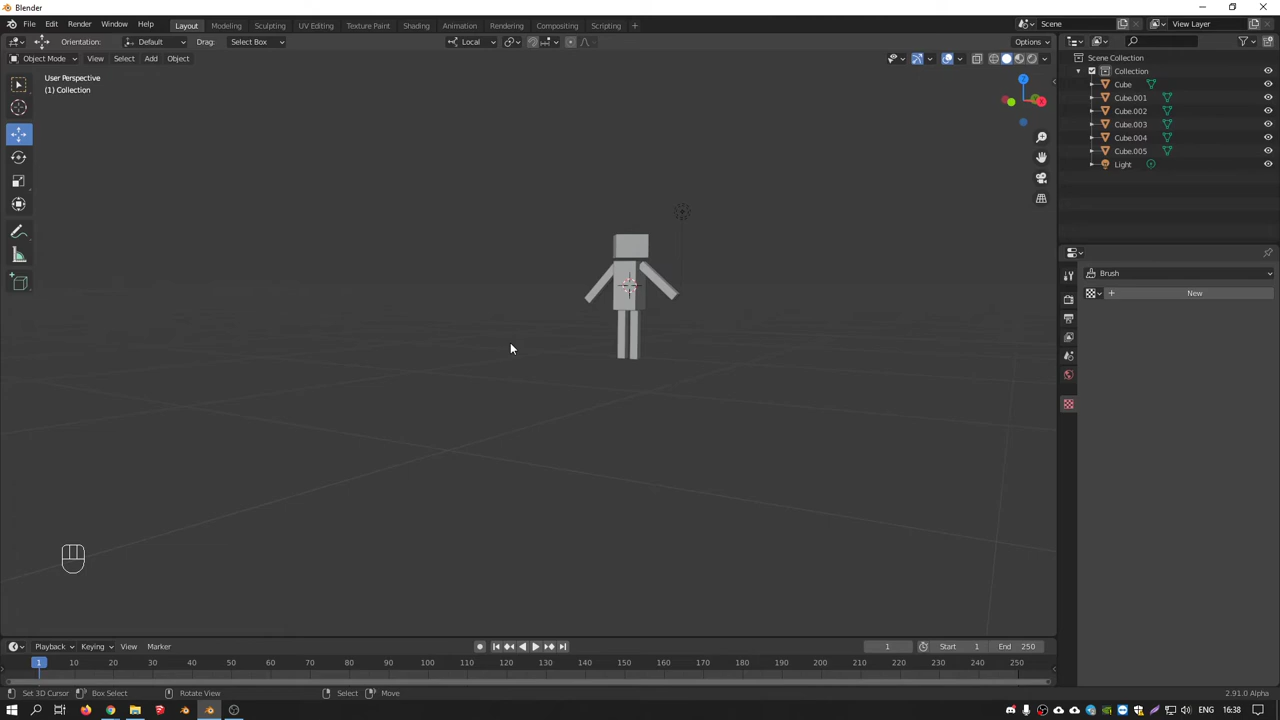 Blender
File Edit Render Window Help Layout Modeling Sculpting UV Editing Texture Paint Shading Animation Rendering Compositing Scripting + Scene View Layer
Orientation: Default Drag: Select Box Local Options
Object Mode View Select Add Object
User Perspective
(1) Collection
Scene Collection
Collection
Cube
Cube.001
Cube.002
Cube.003
Cube.004
Cube.005
Light
Brush
+ New
Playback Keying View Marker 1 Start 1 End 250
1 10 20 30 40 50 60 70 80 90 100 110 120 130 140 150 160 170 180 190 200 210 220 230 240 250
Set 3D Cursor Box Select Rotate View Select Move 2.91.0 Alpha
ENG 16:38